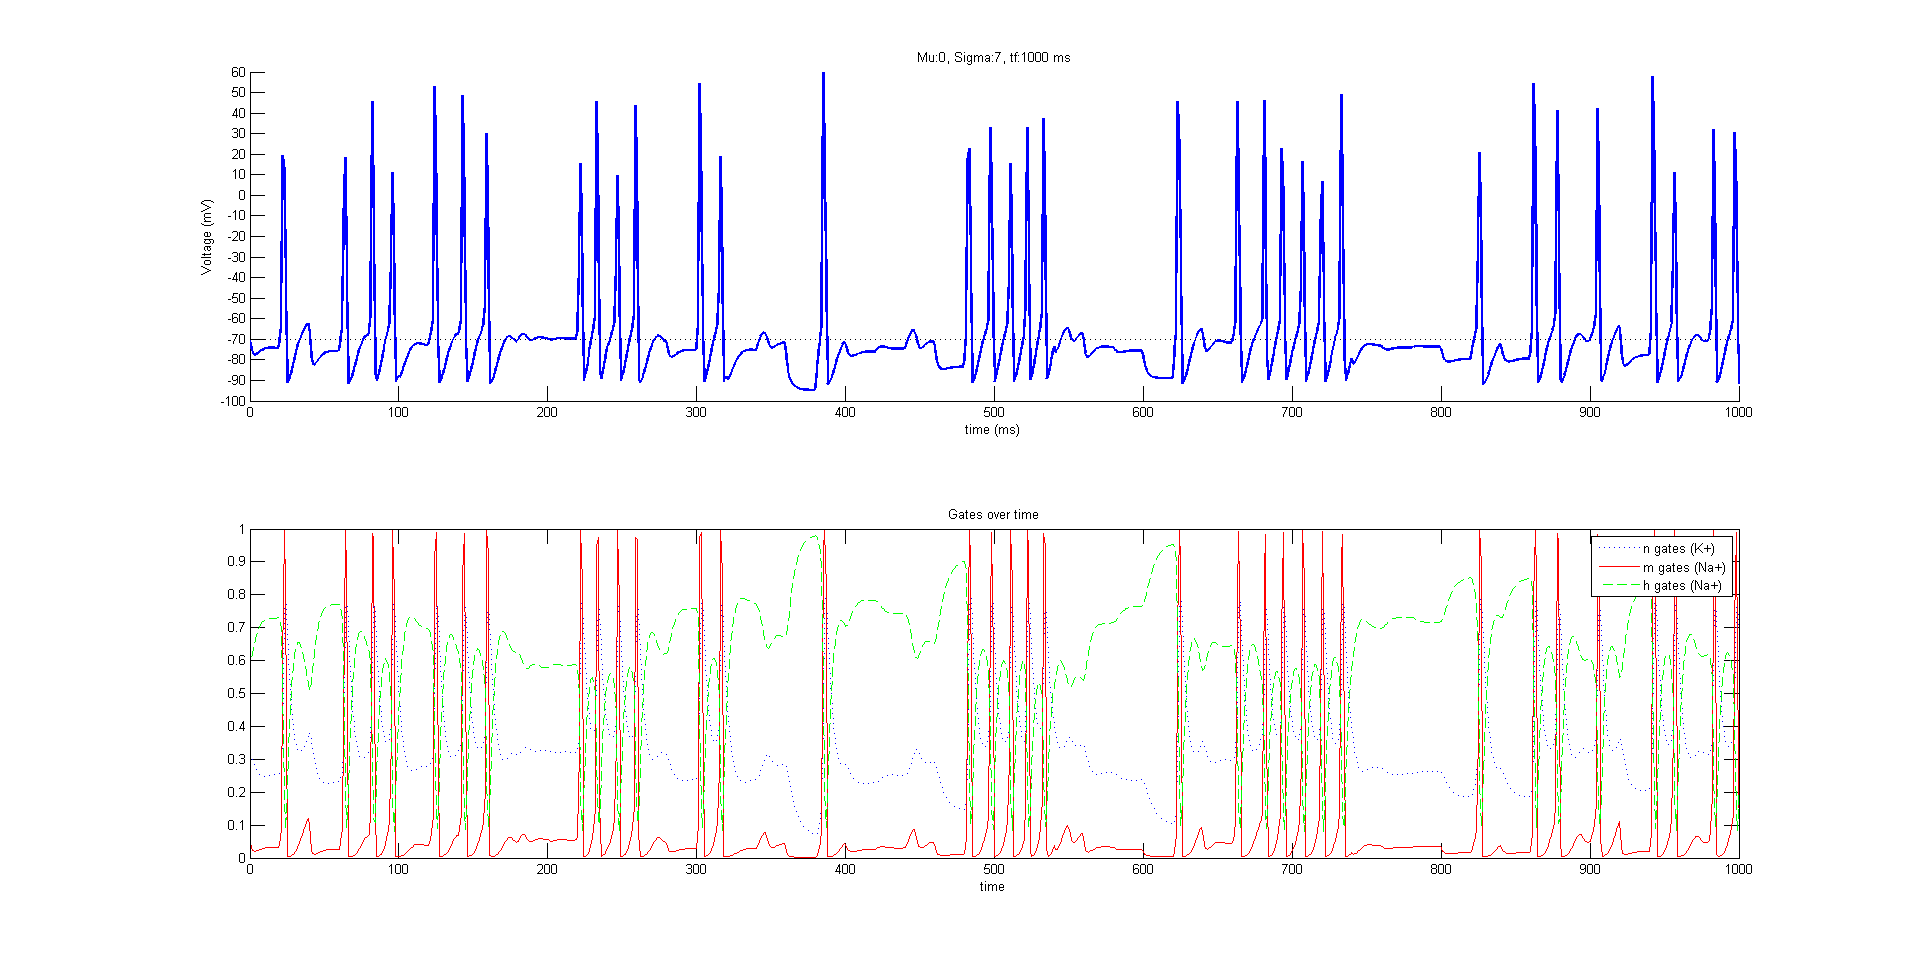 Mu:0, Sigma:7, tf:1000 ms
60
50
40
30
20
10
0
-10
-20
-30
-40
-50
-60
-70
-80
-90
-100
Voltage (mV)
0 100 200 300 400 500 600 700 800 900 1000
time (ms)
Gates over time
1
0.9
0.8
0.7
0.6
0.5
0.4
0.3
0.2
0.1
0
n gates (K+)
m gates (Na+)
h gates (Na+)
0 100 200 300 400 500 600 700 800 900 1000
time